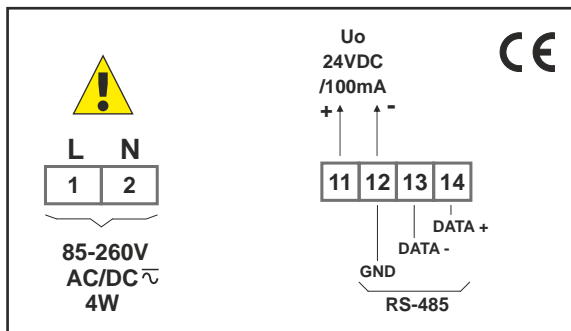 L N
1 2
85-260V
AC/DC
4W
Uo
24VDC
/100mA
+ -
11 12 13 14
DATA +
DATA -
GND
RS-485
CE